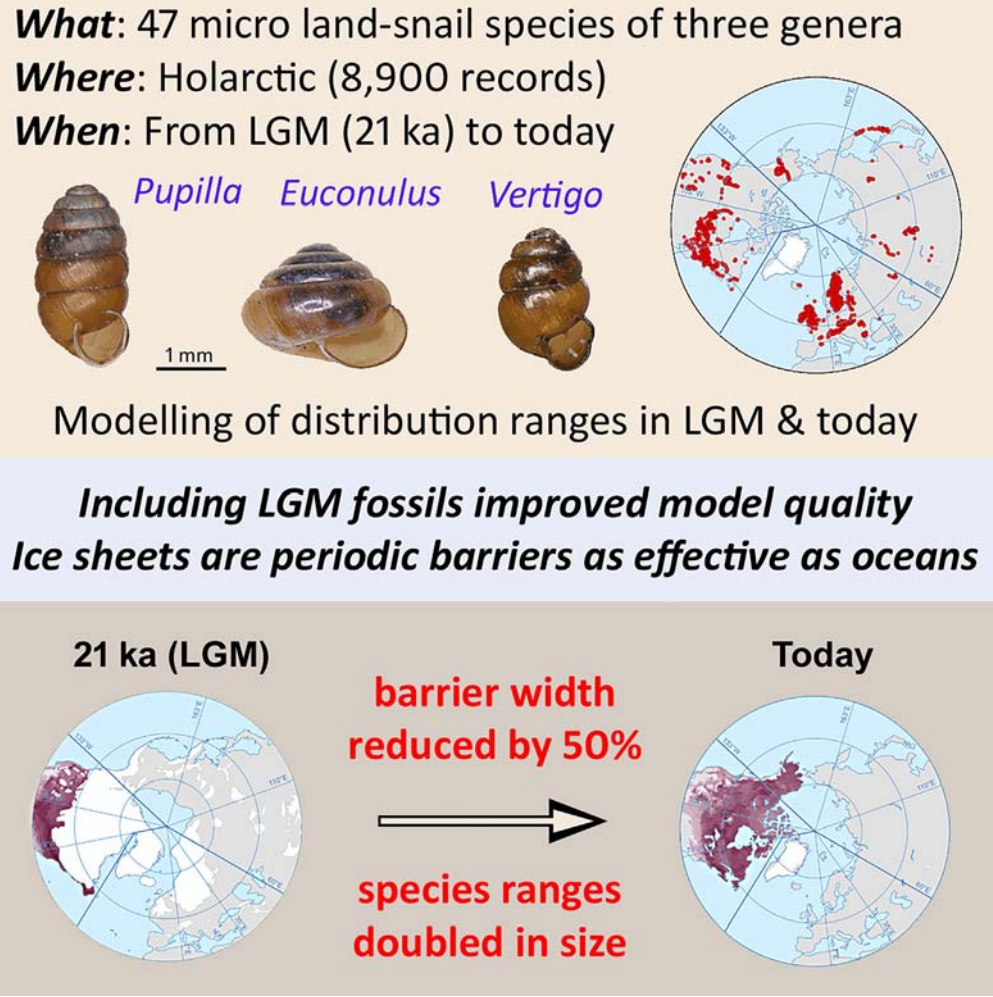 What: 47 micro land-snail species of three genera
Where: Holarctic (8,900 records)
When: From LGM (21 ka) to today
Pupilla
Euconulus
Vertigo
1 mm
Modelling of distribution ranges in LGM & today
Including LGM fossils improved model quality
Ice sheets are periodic barriers as effective as oceans
21 ka (LGM)
Today
barrier width
reduced by 50%
species ranges
doubled in size